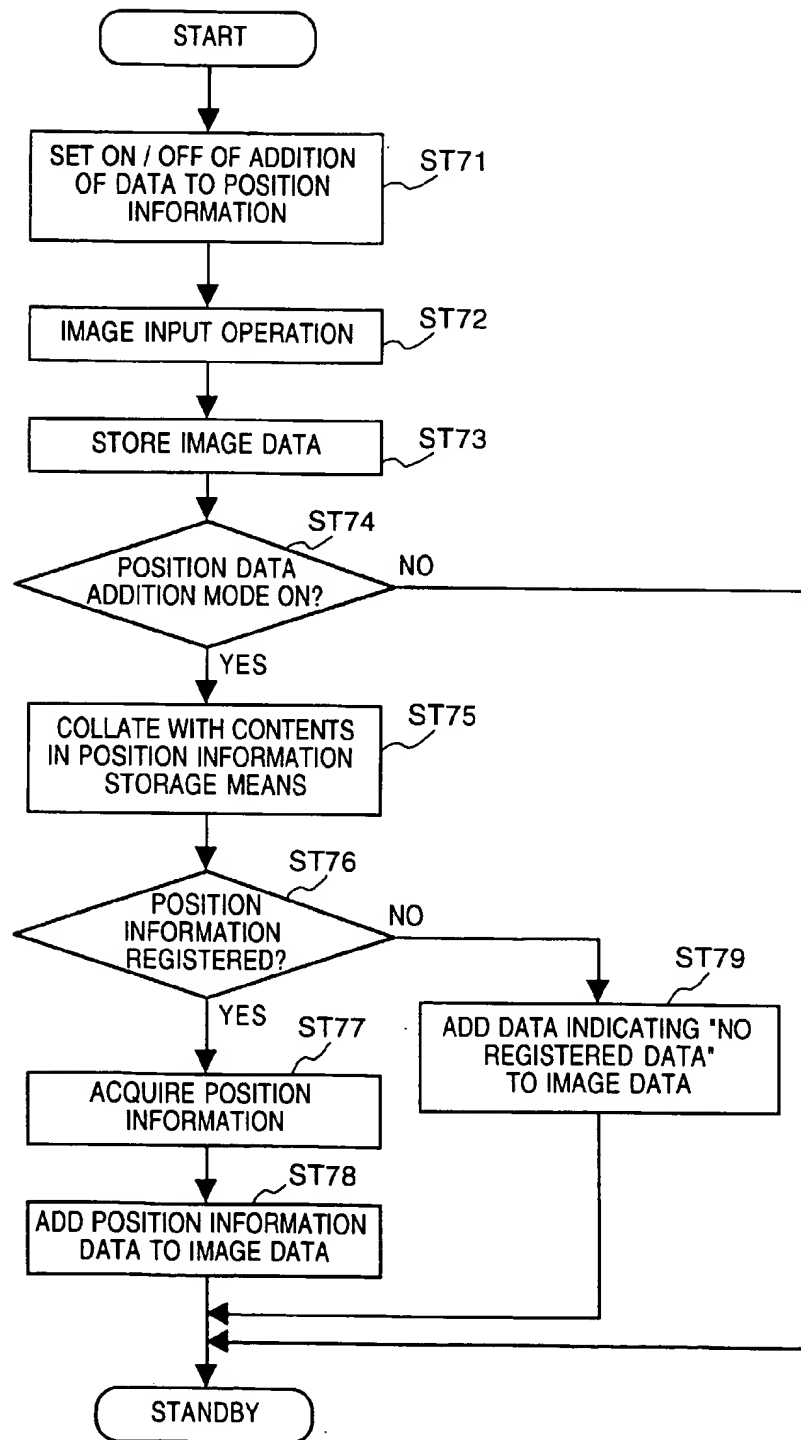 START
SET ON / OFF OF ADDITION
OF DATA TO POSITION
INFORMATION
ST71
IMAGE INPUT OPERATION
ST72
STORE IMAGE DATA
ST73
ST74
POSITION DATA
ADDITION MODE ON?
NO
YES
COLLATE WITH CONTENTS
IN POSITION INFORMATION
STORAGE MEANS
ST75
ST76
POSITION
INFORMATION
REGISTERED?
NO
YES
ST79
ADD DATA INDICATING "NO
REGISTERED DATA"
TO IMAGE DATA
ST77
ACQUIRE POSITION
INFORMATION
ST78
ADD POSITION INFORMATION
DATA TO IMAGE DATA
STANDBY